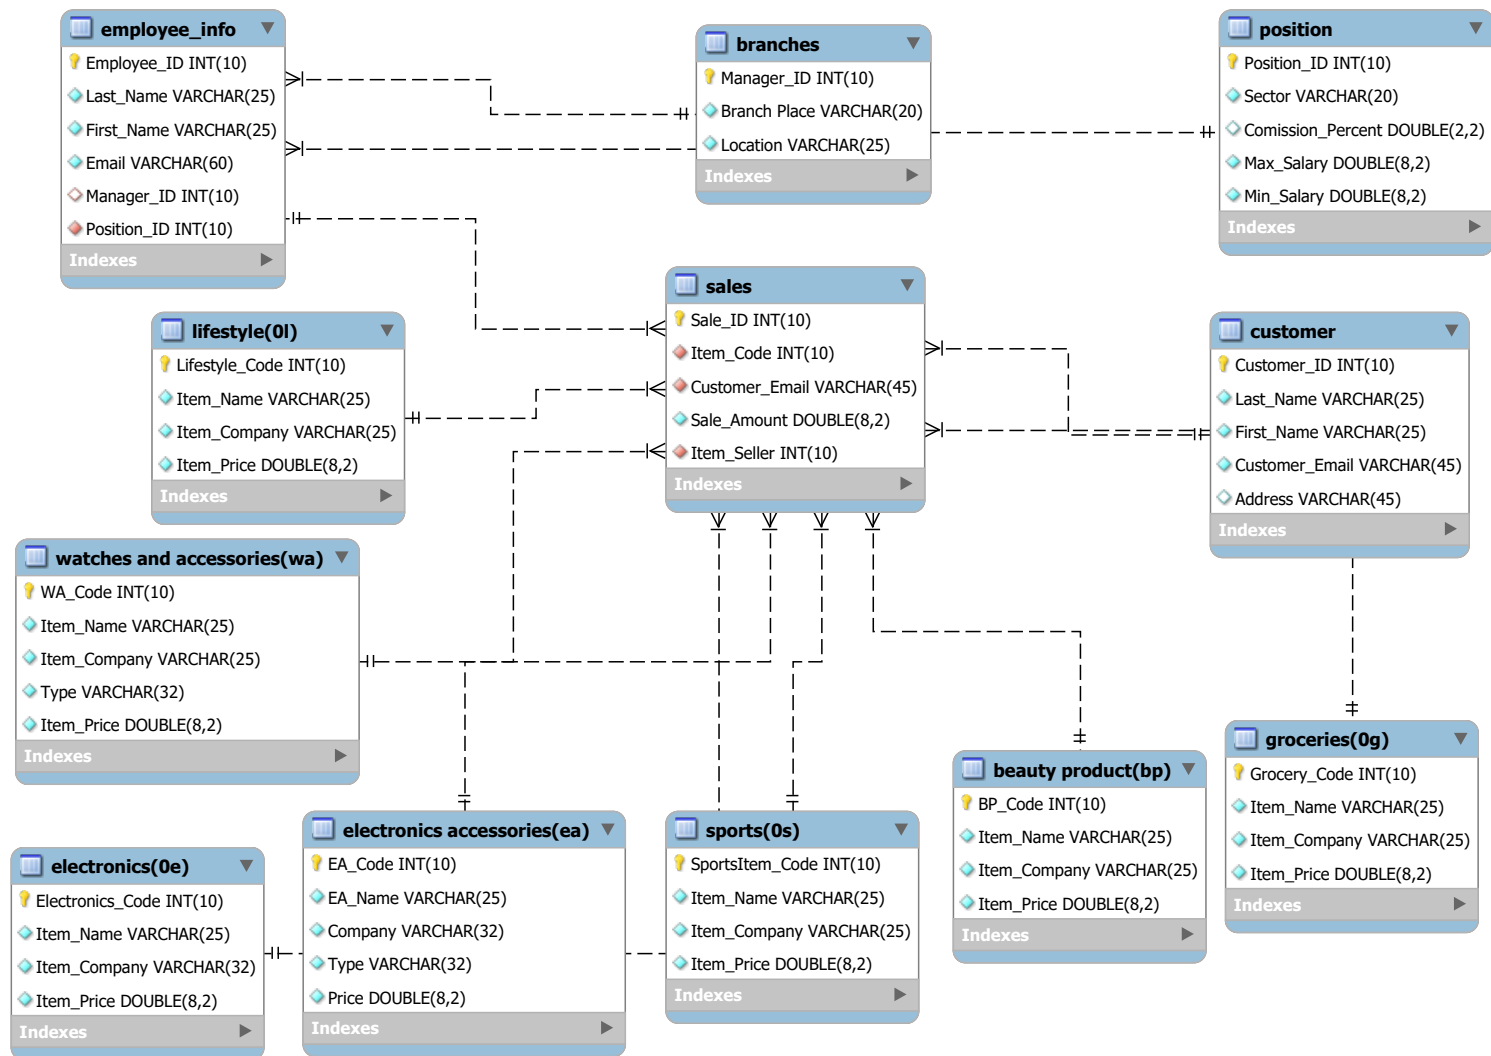 employee_info
Employee_ID INT(10)
Last_Name VARCHAR(25)
First_Name VARCHAR(25)
Email VARCHAR(60)
Manager_ID INT(10)
Position_ID INT(10)
Indexes
branches
Manager_ID INT(10)
Branch Place VARCHAR(20)
Location VARCHAR(25)
Indexes
position
Position_ID INT(10)
Sector VARCHAR(20)
Comission_Percent DOUBLE(2,2)
Max_Salary DOUBLE(8,2)
Min_Salary DOUBLE(8,2)
Indexes
sales
Sale_ID INT(10)
Item_Code INT(10)
Customer_Email VARCHAR(45)
Sale_Amount DOUBLE(8,2)
Item_Seller INT(10)
Indexes
lifestyle(0l)
Lifestyle_Code INT(10)
Item_Name VARCHAR(25)
Item_Company VARCHAR(25)
Item_Price DOUBLE(8,2)
Indexes
customer
Customer_ID INT(10)
Last_Name VARCHAR(25)
First_Name VARCHAR(25)
Customer_Email VARCHAR(45)
Address VARCHAR(45)
Indexes
watches and accessories(wa)
WA_Code INT(10)
Item_Name VARCHAR(25)
Item_Company VARCHAR(25)
Type VARCHAR(32)
Item_Price DOUBLE(8,2)
Indexes
electronics(0e)
Electronics_Code INT(10)
Item_Name VARCHAR(25)
Item_Company VARCHAR(32)
Item_Price DOUBLE(8,2)
Indexes
electronics accessories(ea)
EA_Code INT(10)
EA_Name VARCHAR(25)
Company VARCHAR(32)
Type VARCHAR(32)
Price DOUBLE(8,2)
Indexes
sports(0s)
SportsItem_Code INT(10)
Item_Name VARCHAR(25)
Item_Company VARCHAR(25)
Item_Price DOUBLE(8,2)
Indexes
beauty product(bp)
BP_Code INT(10)
Item_Name VARCHAR(25)
Item_Company VARCHAR(25)
Item_Price DOUBLE(8,2)
Indexes
groceries(0g)
Grocery_Code INT(10)
Item_Name VARCHAR(25)
Item_Company VARCHAR(25)
Item_Price DOUBLE(8,2)
Indexes